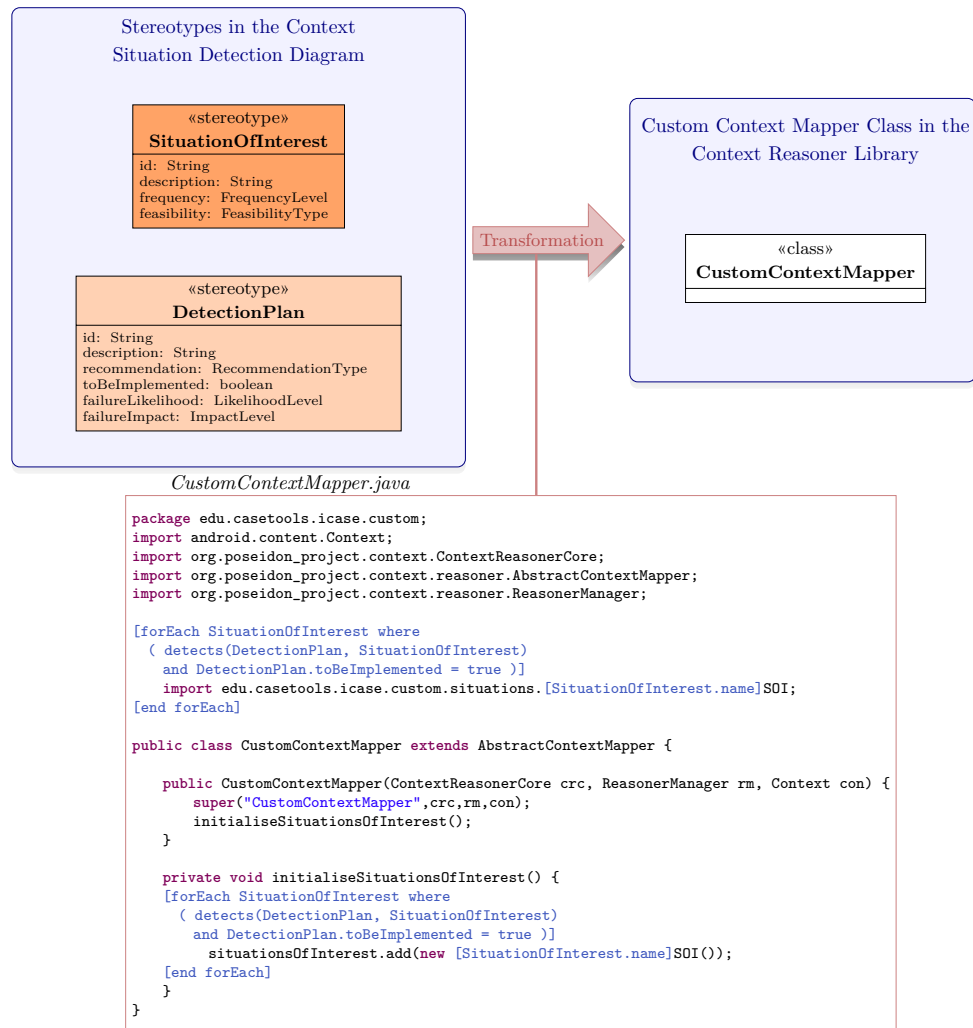 Stereotypes in the Context
Situation Detection Diagram
«stereotype»
SituationOfInterest
id: String
description: String
frequency: FrequencyLevel
feasibility: FeasibilityType
«stereotype»
DetectionPlan
id: String
description: String
recommendation: RecommendationType
toBeImplemented: boolean
failureLikelihood: LikelihoodLevel
failureImpact: ImpactLevel
Transformation
Custom Context Mapper Class in the
Context Reasoner Library
«class»
CustomContextMapper
CustomContextMapper.java
package edu.casetools.icase.custom;
import android.content.Context;
import org.poseidon_project.context.ContextReasonerCore;
import org.poseidon_project.context.reasoner.AbstractContextMapper;
import org.poseidon_project.context.reasoner.ReasonerManager;
[forEach SituationOfInterest where
( detects(DetectionPlan, SituationOfInterest)
and DetectionPlan.toBeImplemented = true )]
import edu.casetools.icase.custom.situations.[SituationOfInterest.name]SOI;
[end forEach]
public class CustomContextMapper extends AbstractContextMapper {
public CustomContextMapper(ContextReasonerCore crc, ReasonerManager rm, Context con) {
super("CustomContextMapper",crc,rm,con);
initialiseSituationsOfInterest();
}
private void initialiseSituationsOfInterest() {
[forEach SituationOfInterest where
( detects(DetectionPlan, SituationOfInterest)
and DetectionPlan.toBeImplemented = true )]
situationsOfInterest.add(new [SituationOfInterest.name]SOI());
[end forEach]
}
}